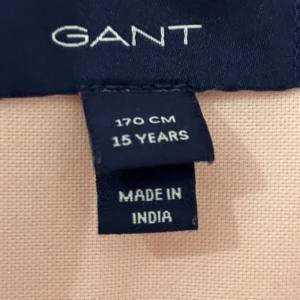 GANT
170 CM
15 YEARS
MADE IN
INDIA